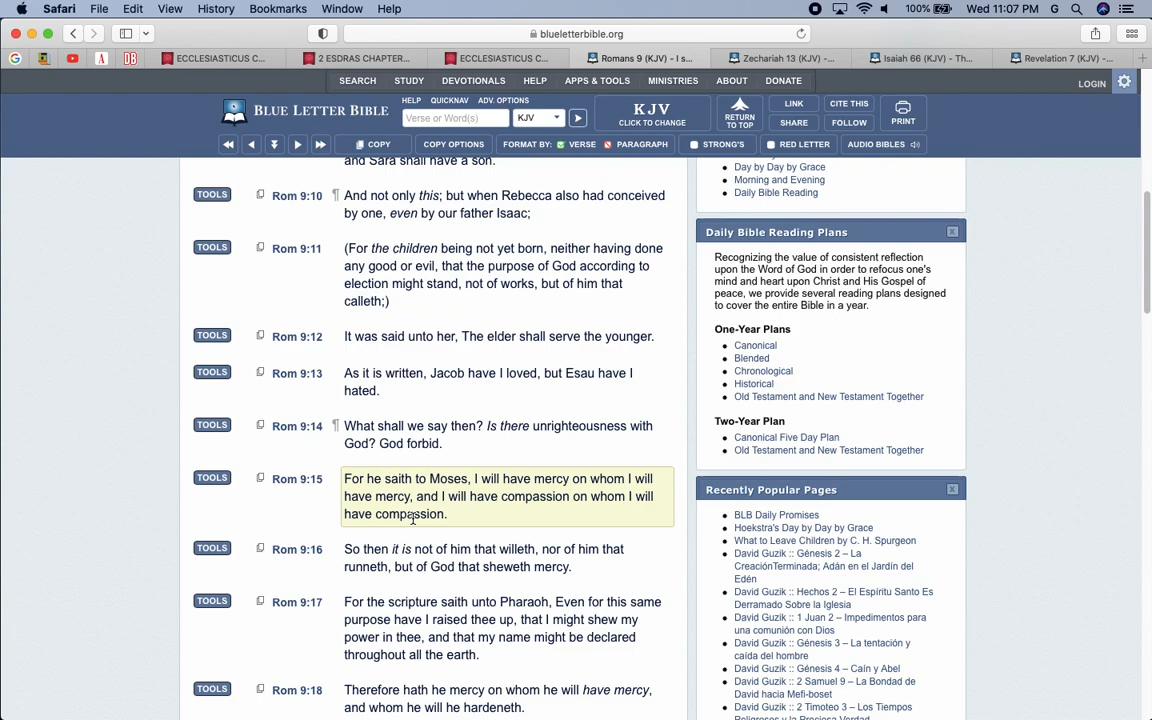 Safari File Edit View History Bookmarks Window Help 100% Wed 11:07 PM G
blueletterbible.org
ECCLESIASTICUS C... 2 ESDRAS CHAPTER... ECCLESIASTICUS C... Romans 9 (KJV) - I s... Zechariah 13 (KJV) -... Isaiah 66 (KJV) - Th... Revelation 7 (KJV) -...
SEARCH STUDY DEVOTIONALS HELP APPS & TOOLS MINISTRIES ABOUT DONATE LOGIN
BLUE LETTER BIBLE
HELP QUICKNAV ADV. OPTIONS
Verse or Word(s) KJV
KJV
CLICK TO CHANGE
RETURN
TO TOP
LINK CITE THIS
SHARE FOLLOW
PRINT
COPY COPY OPTIONS FORMAT BY: VERSE PARAGRAPH STRONG'S RED LETTER AUDIO BIBLES
and Sara shall have a son.
TOOLS Rom 9:10 ¶ And not only this; but when Rebecca also had conceived
by one, even by our father Isaac;
TOOLS Rom 9:11 (For the children being not yet born, neither having done
any good or evil, that the purpose of God according to
election might stand, not of works, but of him that
calleth;)
TOOLS Rom 9:12 It was said unto her, The elder shall serve the younger.
TOOLS Rom 9:13 As it is written, Jacob have I loved, but Esau have I
hated.
TOOLS Rom 9:14 ¶ What shall we say then? Is there unrighteousness with
God? God forbid.
TOOLS Rom 9:15 For he saith to Moses, I will have mercy on whom I will
have mercy, and I will have compassion on whom I will
have compassion.
TOOLS Rom 9:16 So then it is not of him that willeth, nor of him that
runneth, but of God that sheweth mercy.
TOOLS Rom 9:17 For the scripture saith unto Pharaoh, Even for this same
purpose have I raised thee up, that I might shew my
power in thee, and that my name might be declared
throughout all the earth.
TOOLS Rom 9:18 Therefore hath he mercy on whom he will have mercy,
and whom he will he hardeneth.
Day by Day by Grace
Morning and Evening
Daily Bible Reading
Daily Bible Reading Plans
Recognizing the value of consistent reflection
upon the Word of God in order to refocus one's
mind and heart upon Christ and His Gospel of
peace, we provide several reading plans designed
to cover the entire Bible in a year.
One-Year Plans
Canonical
Blended
Chronological
Historical
Old Testament and New Testament Together
Two-Year Plan
Canonical Five Day Plan
Old Testament and New Testament Together
Recently Popular Pages
BLB Daily Promises
Hoekstra's Day by Day by Grace
What to Leave Children by C. H. Spurgeon
David Guzik :: Génesis 2 – La
CreaciónTerminada; Adán en el Jardín del
Edén
David Guzik :: Hechos 2 – El Espíritu Santo Es
Derramado Sobre la Iglesia
David Guzik :: 1 Juan 2 – Impedimentos para
una comunión con Dios
David Guzik :: Génesis 3 – La tentación y
caída del hombre
David Guzik :: Génesis 4 – Caín y Abel
David Guzik :: 2 Samuel 9 – La Bondad de
David hacia Mefi-boset
David Guzik :: 2 Timoteo 3 – Los Tiempos
Peligrosos y la Preciosa Verdad